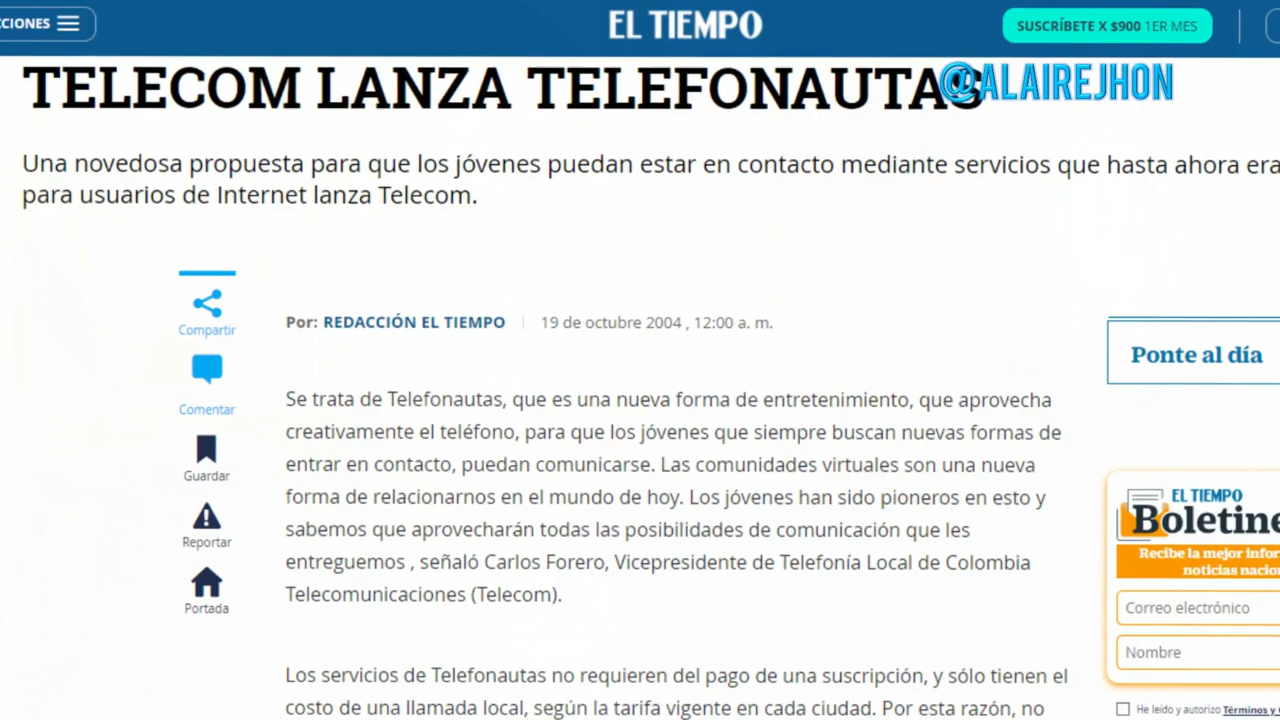 CCIONES
EL TIEMPO
SUSCRÍBETE X $900 1ER MES
TELECOM LANZA TELEFONAUTAS
@ALAIREJHON
Una novedosa propuesta para que los jóvenes puedan estar en contacto mediante servicios que hasta ahora era
para usuarios de Internet lanza Telecom.
Compartir
Comentar
Guardar
Reportar
Portada
Por: REDACCIÓN EL TIEMPO
19 de octubre 2004 , 12:00 a. m.
Se trata de Telefonautas, que es una nueva forma de entretenimiento, que aprovecha
creativamente el teléfono, para que los jóvenes que siempre buscan nuevas formas de
entrar en contacto, puedan comunicarse. Las comunidades virtuales son una nueva
forma de relacionarnos en el mundo de hoy. Los jóvenes han sido pioneros en esto y
sabemos que aprovecharán todas las posibilidades de comunicación que les
entreguemos , señaló Carlos Forero, Vicepresidente de Telefonía Local de Colombia
Telecomunicaciones (Telecom).
Los servicios de Telefonautas no requieren del pago de una suscripción, y sólo tienen el
costo de una llamada local, según la tarifa vigente en cada ciudad. Por esta razón, no
Ponte al día
EL TIEMPO
Boletine
Recibe la mejor infor
noticias nacion
Correo electrónico
Nombre
He leído y autorizo Términos y